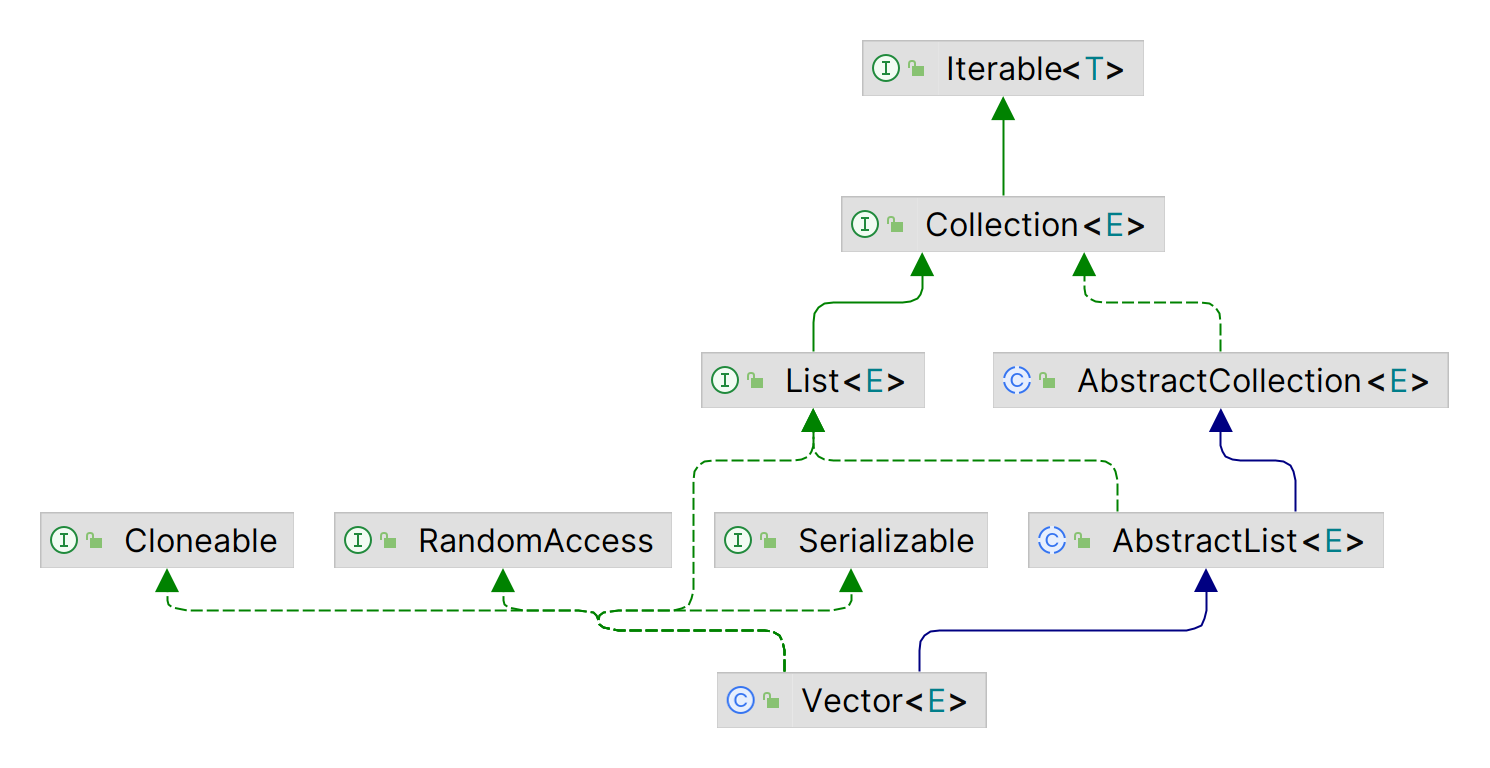 Iterable<T>
Collection<E>
List<E>
AbstractCollection<E>
Cloneable
RandomAccess
Serializable
AbstractList<E>
Vector<E>